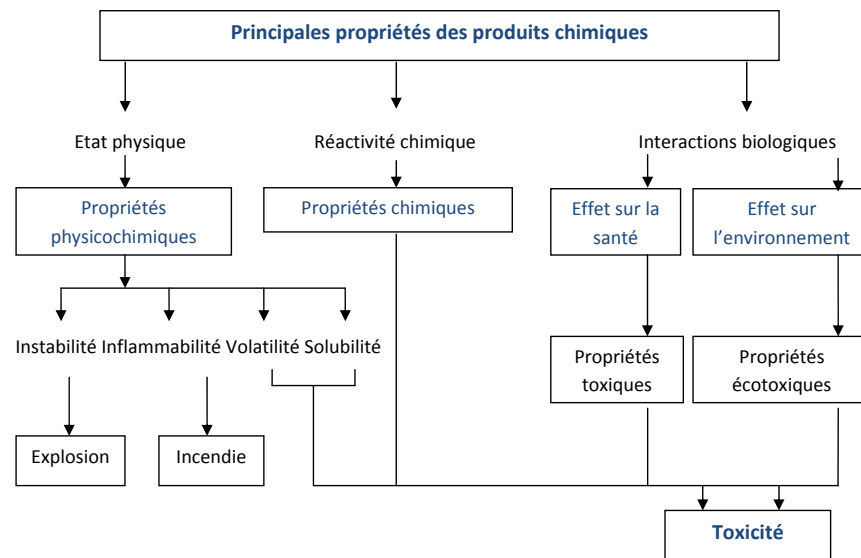 Principales propriétés des produits chimiques
Etat physique
Réactivité chimique
Interactions biologiques
Propriétés
physicochimiques
Propriétés chimiques
Effet sur la
santé
Effet sur
l’environnement
Instabilité Inflammabilité Volatilité Solubilité
Propriétés
toxiques
Propriétés
écotoxiques
Explosion
Incendie
Toxicité